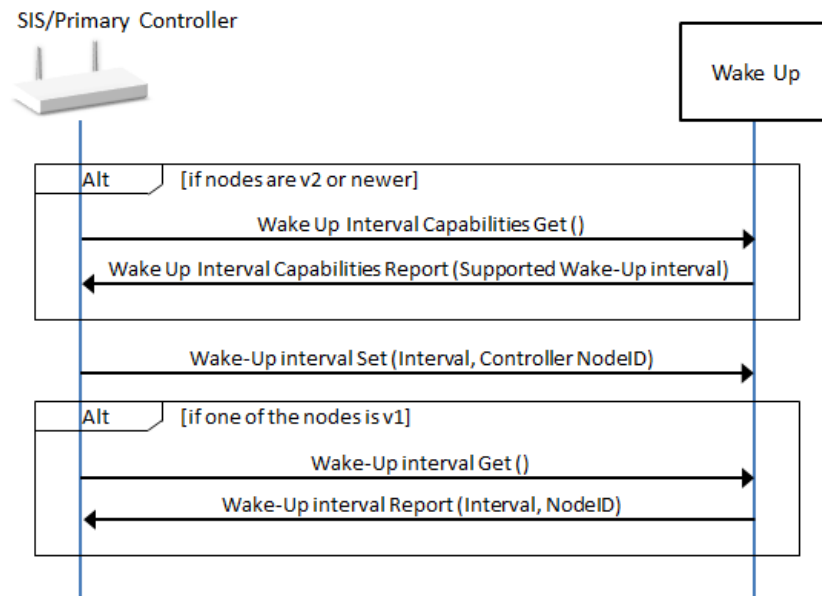 SIS/Primary Controller
Wake Up
Alt [if nodes are v2 or newer]
Wake Up Interval Capabilities Get ()
Wake Up Interval Capabilities Report (Supported Wake-Up interval)
Wake-Up interval Set (Interval, Controller NodeID)
Alt [if one of the nodes is v1]
Wake-Up interval Get ()
Wake-Up interval Report (Interval, NodeID)